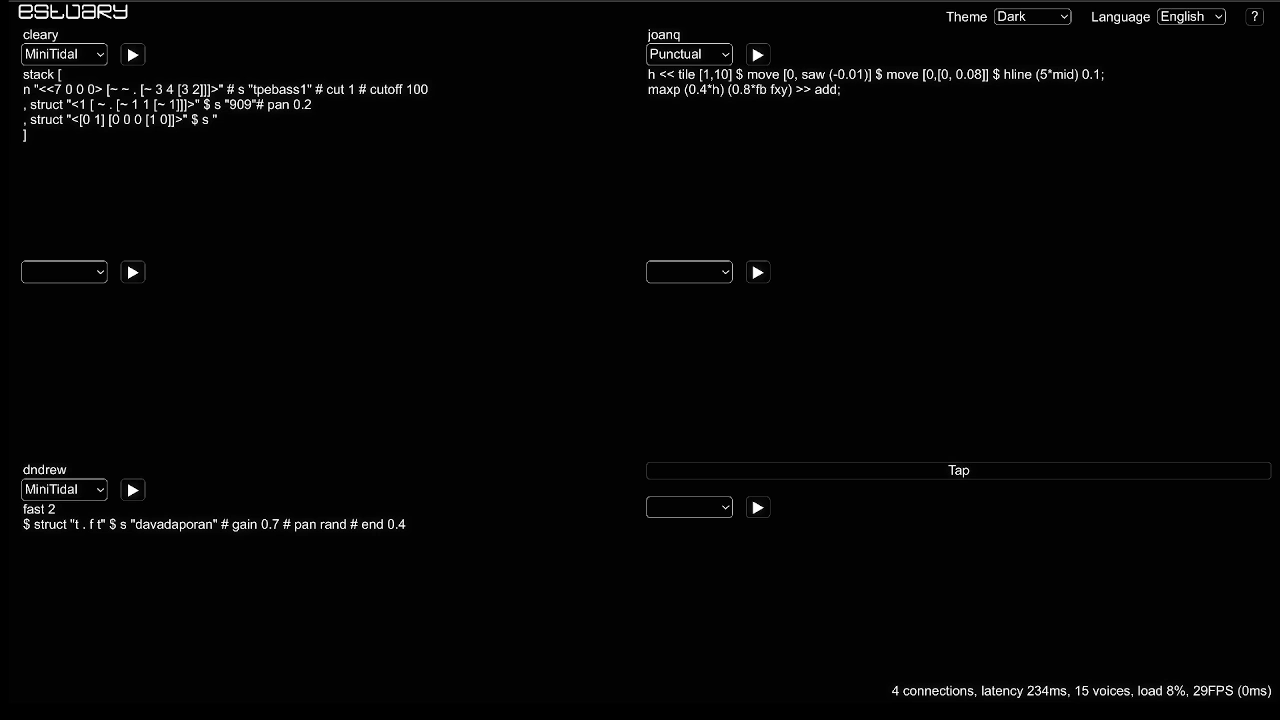 estuary
Theme Dark Language English ?
cleary
MiniTidal
stack [
n "<<7 0 0 0> [~ ~ . [~ 3 4 [3 2]]]>" # s "tpebass1" # cut 1 # cutoff 100
, struct "<1 [ ~ . [~ 1 1 [~ 1]]]>" $ s "909"# pan 0.2
, struct "<[0 1] [0 0 0 [1 0]]>" $ s "
]
joanq
Punctual
h << tile [1,10] $ move [0, saw (-0.01)] $ move [0,[0, 0.08]] $ hline (5*mid) 0.1;
maxp (0.4*h) (0.8*fb fxy) >> add;
dndrew
MiniTidal
fast 2
$ struct "t . f t" $ s "davadaporan" # gain 0.7 # pan rand # end 0.4
Tap
4 connections, latency 234ms, 15 voices, load 8%, 29FPS (0ms)